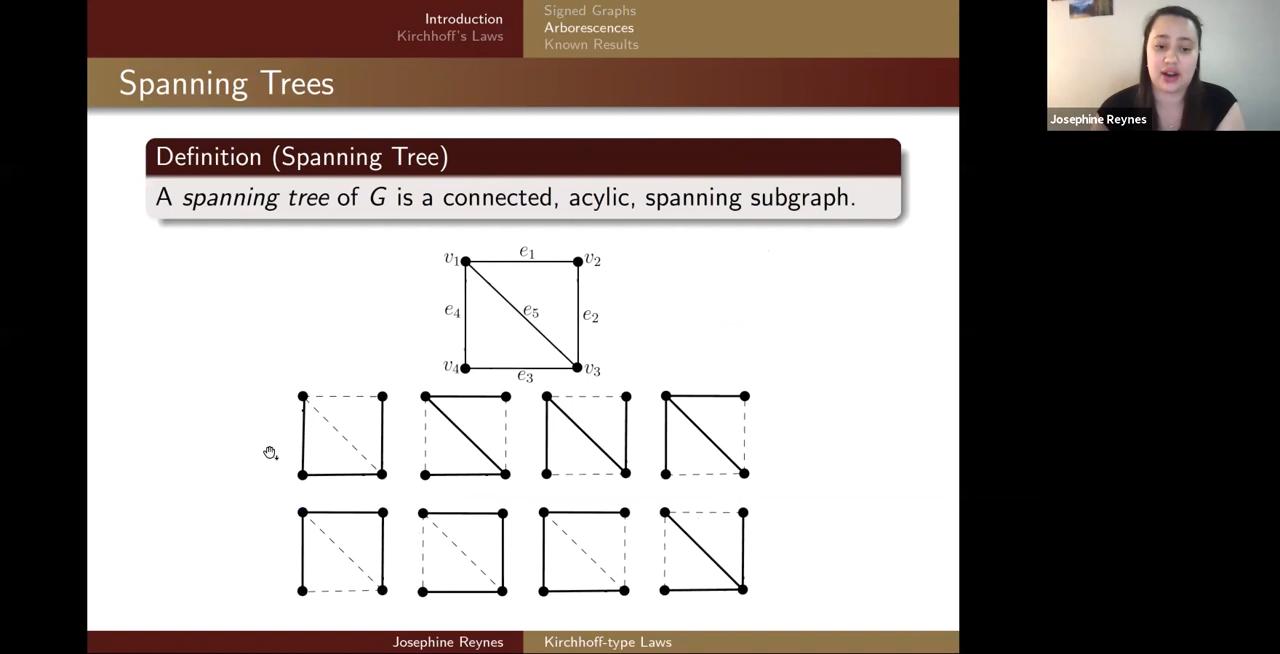 Introduction
Kirchhoff's Laws
Signed Graphs
Arborescences
Known Results
Spanning Trees
Definition (Spanning Tree)
A spanning tree of G is a connected, acylic, spanning subgraph.
v1 e1 v2
e4 e5 e2
v4 e3 v3
Josephine Reynes
Kirchhoff-type Laws
Josephine Reynes